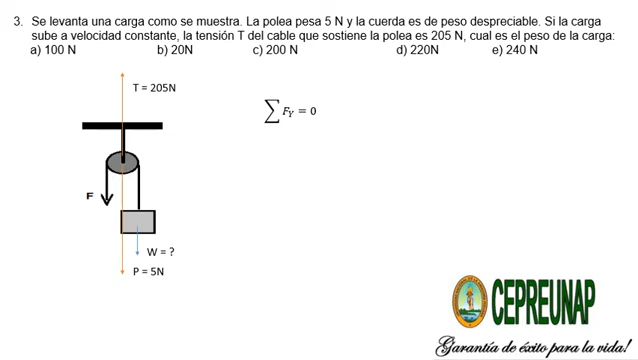 3. Se levanta una carga como se muestra. La polea pesa 5 N y la cuerda es de peso despreciable. Si la carga
sube a velocidad constante, la tensión T del cable que sostiene la polea es 205 N, cual es el peso de la carga:
a) 100 N b) 20N c) 200 N d) 220N e) 240 N
T = 205N
∑ F_Y = 0
F
W = ?
P = 5N
CEPREUNAP
Garantía de éxito para la vida!